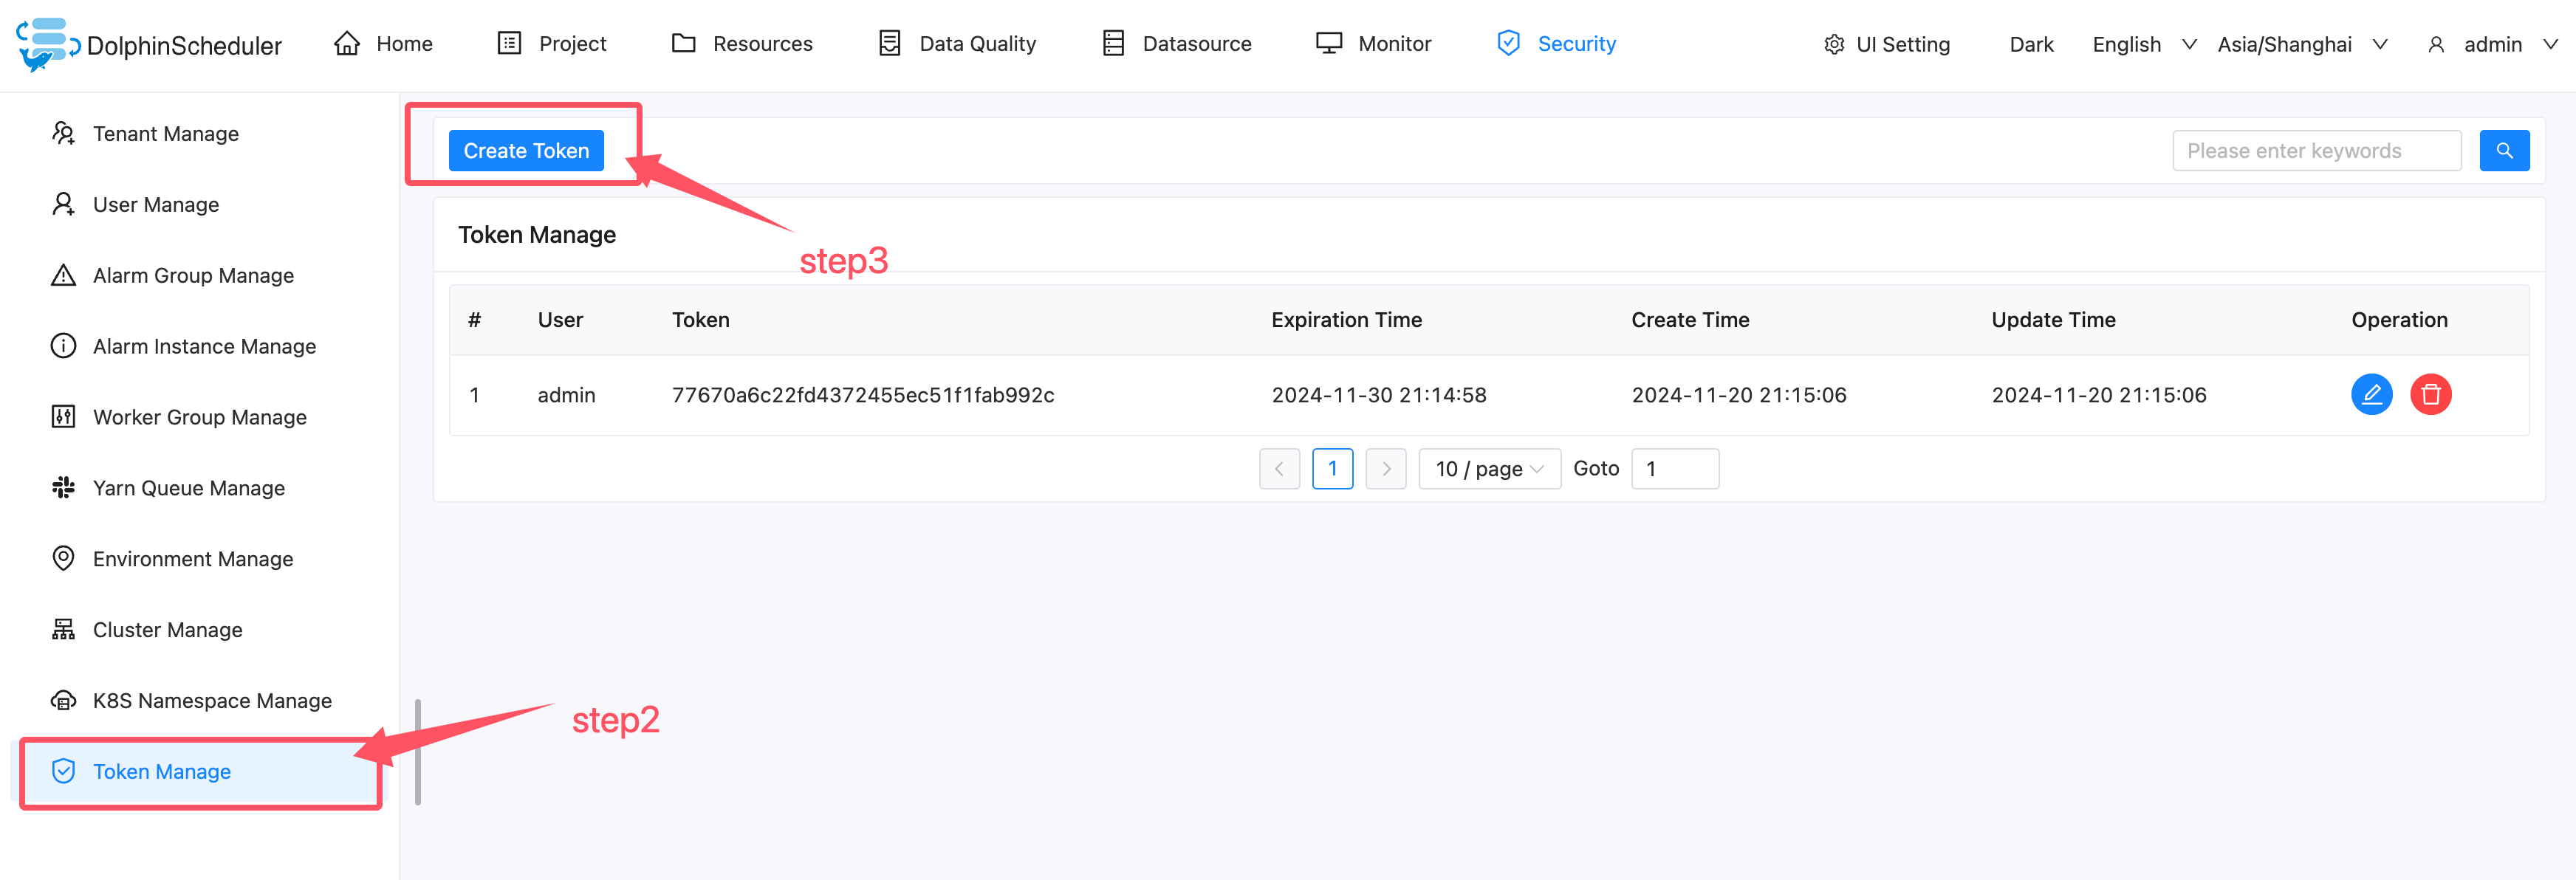 DolphinScheduler Home Project Resources Data Quality Datasource Monitor Security UI Setting Dark English Asia/Shanghai admin
Tenant Manage
User Manage
Alarm Group Manage
Alarm Instance Manage
Worker Group Manage
Yarn Queue Manage
Environment Manage
Cluster Manage
K8S Namespace Manage
Token Manage
step2
Create Token Please enter keywords
step3
Token Manage
# User Token Expiration Time Create Time Update Time Operation
1 admin 77670a6c22fd4372455ec51f1fab992c 2024-11-30 21:14:58 2024-11-20 21:15:06 2024-11-20 21:15:06
1 10 / page Goto 1